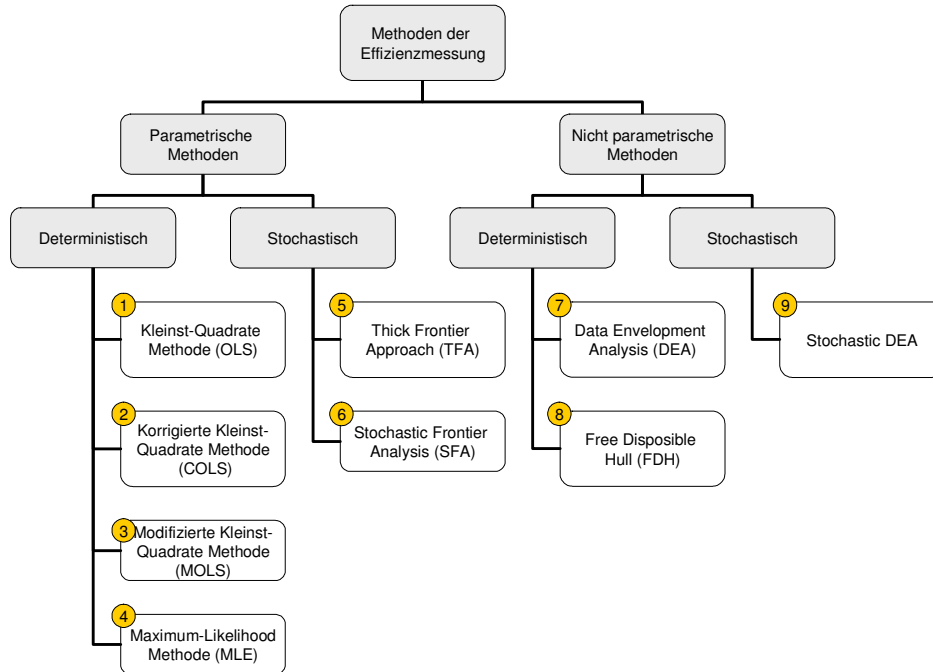 Methoden der
Effizienzmessung
Parametrische
Methoden
Nicht parametrische
Methoden
Deterministisch
Stochastisch
Deterministisch
Stochastisch
1
Kleinst-Quadrate
Methode (OLS)
2
Korrigierte Kleinst-
Quadrate Methode
(COLS)
3
Modifizierte Kleinst-
Quadrate Methode
(MOLS)
4
Maximum-Likelihood
Methode (MLE)
5
Thick Frontier
Approach (TFA)
6
Stochastic Frontier
Analysis (SFA)
7
Data Envelopment
Analysis (DEA)
8
Free Disposible
Hull (FDH)
9
Stochastic DEA